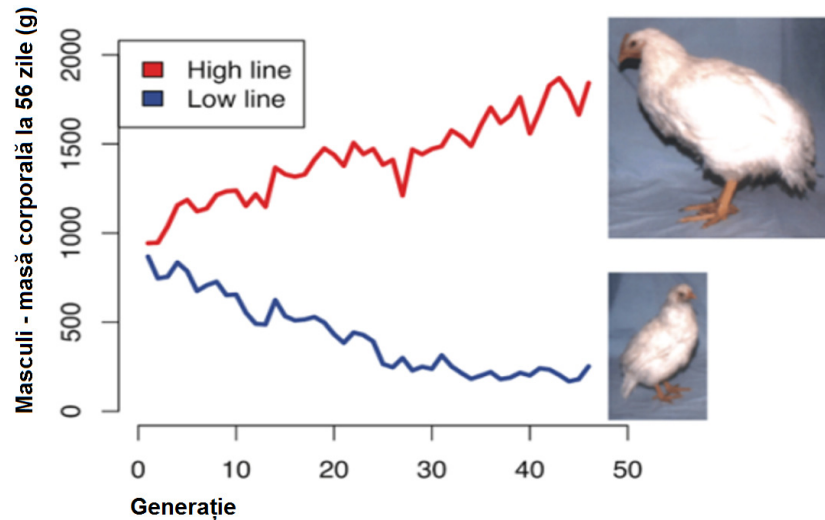 Masculi - masă corporală la 56 zile (g)
2000
1500
1000
500
0
High line
Low line
0 10 20 30 40 50
Generație